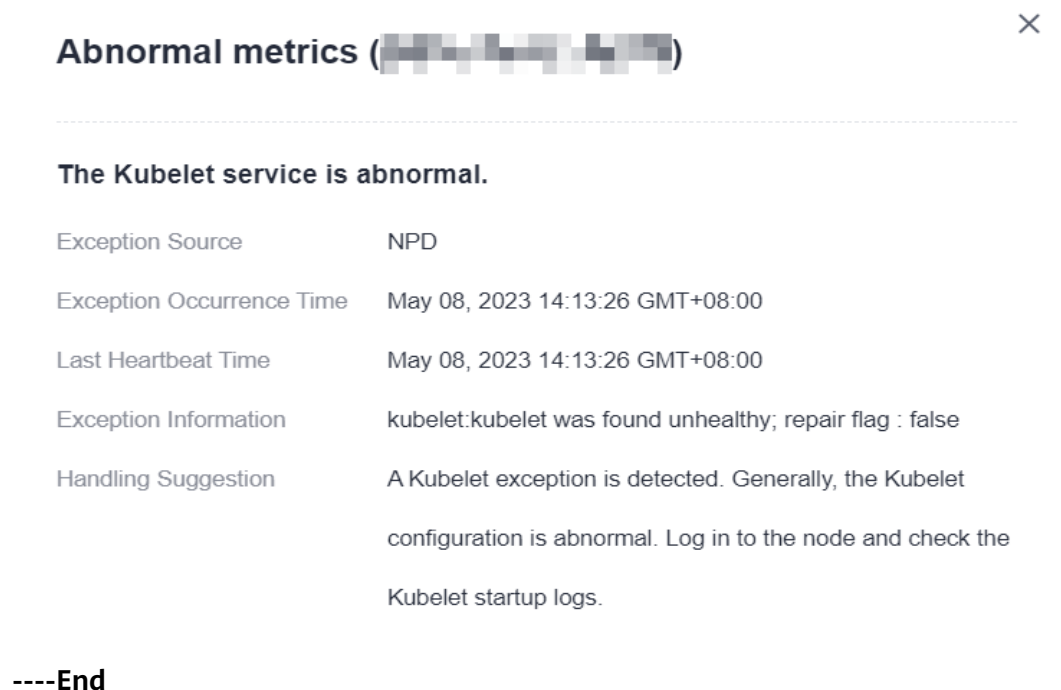 Abnormal metrics ( )
The Kubelet service is abnormal.
Exception Source NPD
Exception Occurrence Time May 08, 2023 14:13:26 GMT+08:00
Last Heartbeat Time May 08, 2023 14:13:26 GMT+08:00
Exception Information kubelet:kubelet was found unhealthy; repair flag : false
Handling Suggestion A Kubelet exception is detected. Generally, the Kubelet
configuration is abnormal. Log in to the node and check the
Kubelet startup logs.
----End